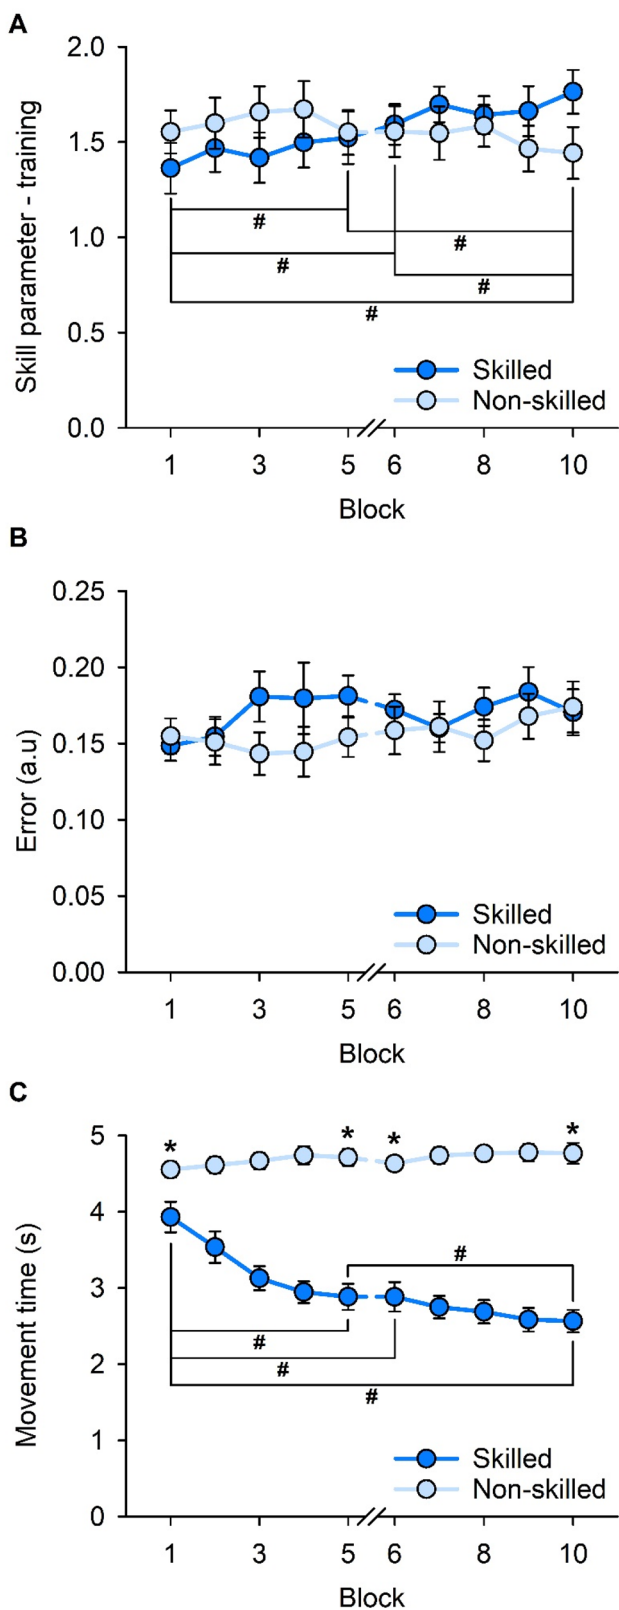 A
2.0
1.5
1.0
0.5
0.0
Skill parameter - training
#
#
#
#
#
Skilled
Non-skilled
1 3 5 6 8 10
Block
B
0.25
0.20
0.15
0.10
0.05
0.00
Error (a.u)
Skilled
Non-skilled
1 3 5 6 8 10
Block
C
5
4
3
2
1
0
Movement time (s)
* * * *
#
#
#
#
Skilled
Non-skilled
1 3 5 6 8 10
Block